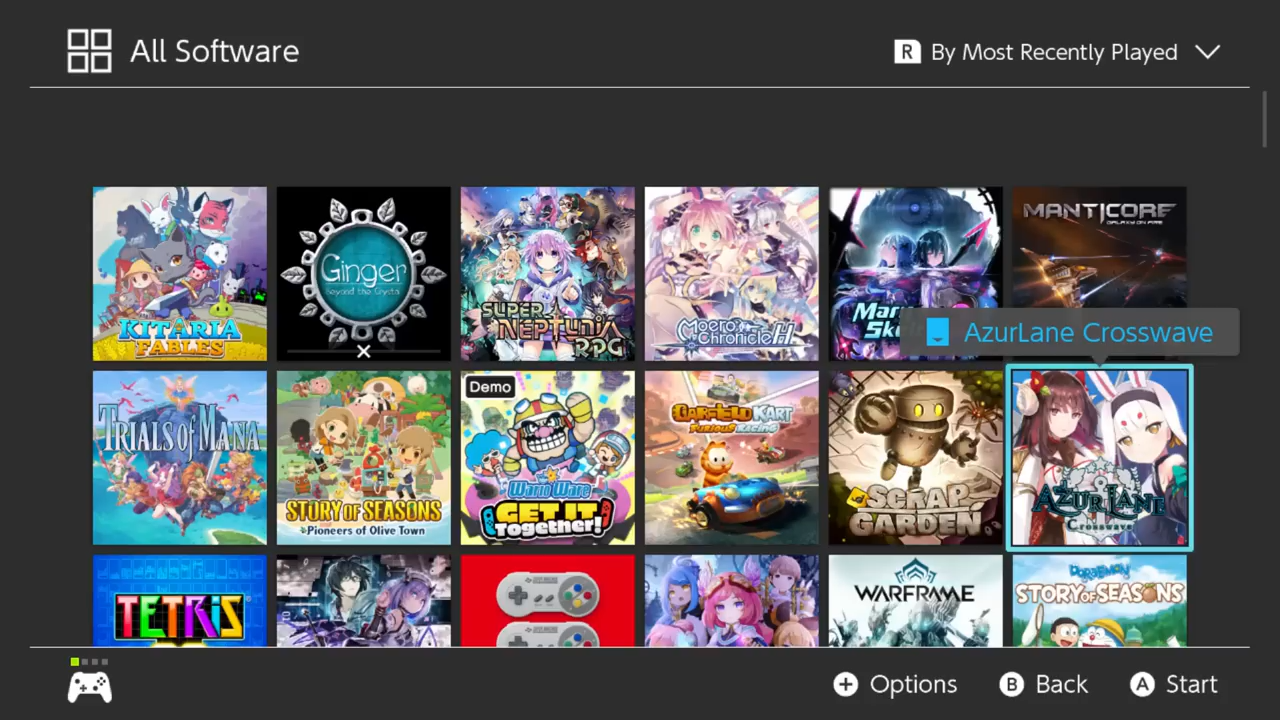 All Software
R By Most Recently Played
KITARIA
FABLES
Ginger
Beyond the Crystal
SUPER
NEPTUNIA
RPG
Moero
Chronicle H
MANTICORE
GALAXY ON FIRE
AzurLane Crosswave
TRIALS of MANA
STORY OF SEASONS
Pioneers of Olive Town
Demo
Wario Ware
GET IT
Together!
GARFIELD KART
FURIOUS RACING
SCRAP
GARDEN
AZUR LANE
Crosswave
TETRIS
WARFRAME
DORAEMON
STORY OF SEASONS
+ Options
B Back
A Start